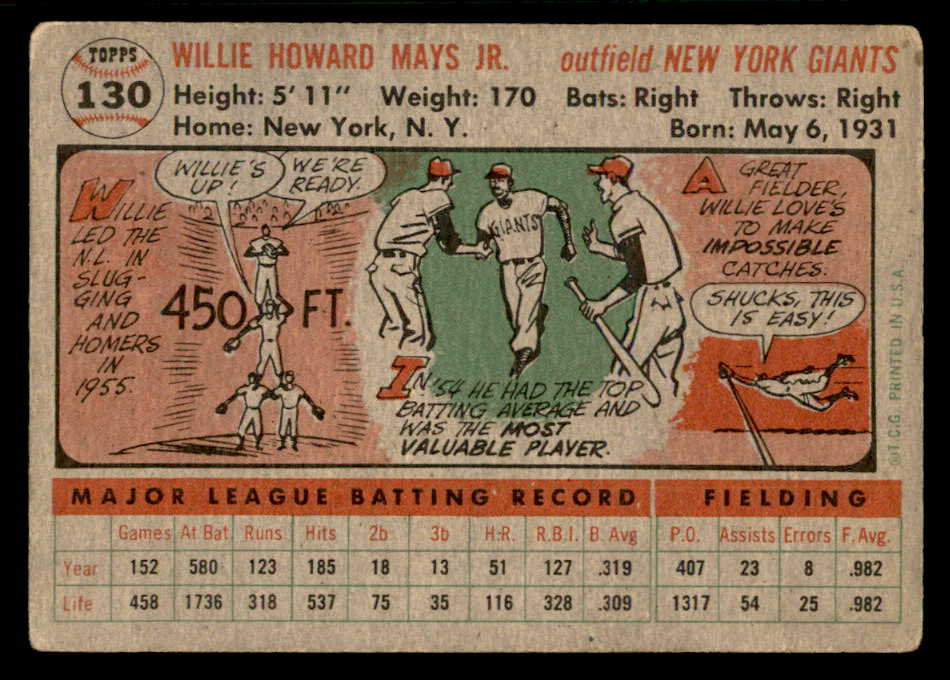 TOPPS
130
WILLIE HOWARD MAYS JR. outfield NEW YORK GIANTS
Height: 5' 11" Weight: 170 Bats: Right Throws: Right
Home: New York, N. Y. Born: May 6, 1931
WILLIE
LED THE
N.L. IN
SLUG-
GING
AND
HOMERS
IN
1955.
WILLIE'S
UP!
WE'RE
READY.
450 FT.
GIANTS
IN '54 HE HAD THE TOP
BATTING AVERAGE AND
WAS THE MOST
VALUABLE PLAYER.
A GREAT
FIELDER,
WILLIE LOVE'S
TO MAKE
IMPOSSIBLE
CATCHES.
SHUCKS, THIS
IS EASY!
©T.C.G. PRINTED IN U.S.A.
MAJOR LEAGUE BATTING RECORD FIELDING
Games At Bat Runs Hits 2b 3b H.R. R.B.I. B. Avg P.O. Assists Errors F. Avg.
Year 152 580 123 185 18 13 51 127 .319 407 23 8 .982
Life 458 1736 318 537 75 35 116 328 .309 1317 54 25 .982